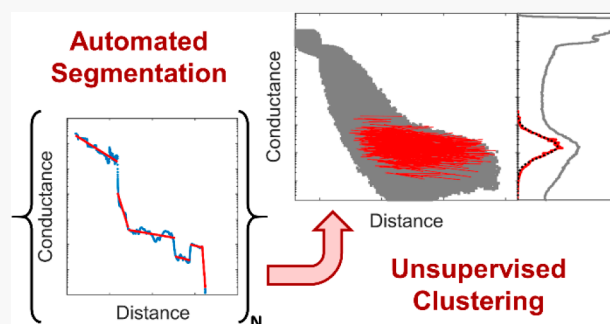 Automated
Segmentation
Conductance
Distance
N
Conductance
Distance
Unsupervised
Clustering